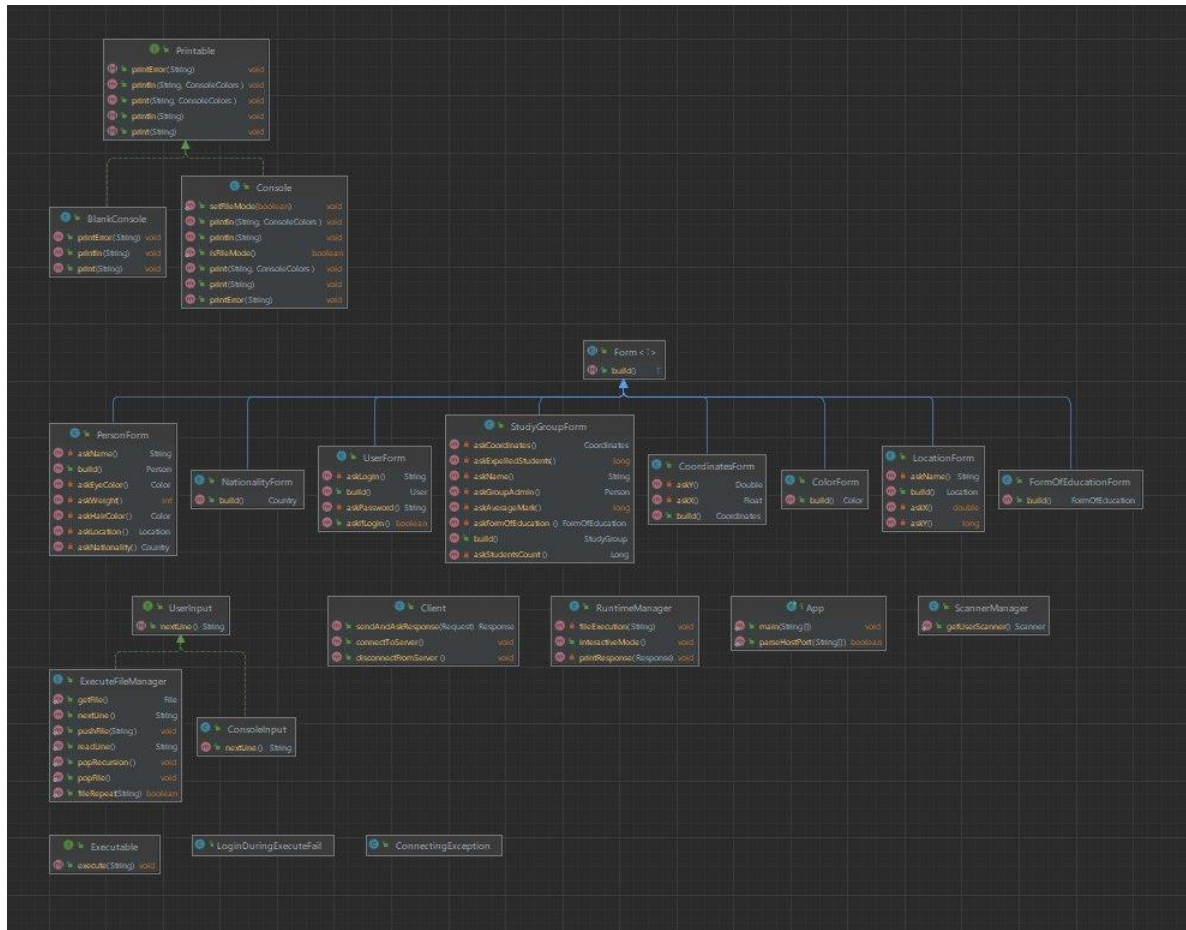 Printable
printError(String) void
println(String, ConsoleColors) void
print(String, ConsoleColors) void
println(String) void
print(String) void
BlankConsole
printError(String) void
println(String) void
print(String) void
Console
setFileMode(boolean) void
println(String, ConsoleColors) void
println(String) void
isFileMode() boolean
print(String, ConsoleColors) void
print(String) void
printError(String) void
Form<T>
build() T
PersonForm
askName() String
build() Person
askEyeColor() Color
askWeight() int
askHairColor() Color
askLocation() Location
askNationality() Country
NationalityForm
build() Country
UserForm
askLogin() String
build() User
askPassword() String
askIfLogin() boolean
StudyGroupForm
askCoordinates() Coordinates
askExpelledStudents() long
askName() String
askGroupAdmin() Person
askAverageMark() long
askFormOfEducation() FormOfEducation
build() StudyGroup
askStudentsCount() Long
CoordinatesForm
askY() Double
askX() Float
build() Coordinates
ColorForm
build() Color
LocationForm
askName() String
build() Location
askX() double
askY() long
FormOfEducationForm
build() FormOfEducation
UserInput
nextLine() String
ExecuteFileManager
getFile() File
nextLine() String
pushFile(String) void
readLine() String
popRecursion() void
popFile() void
fileRepeat(String) boolean
ConsoleInput
nextLine() String
Client
sendAndAskResponse(Request) Response
connectToServer() void
disconnectFromServer() void
RuntimeManager
fileExecution(String) void
interactiveMode() void
printResponse(Response) void
App
main(String[]) void
parseHostPort(String[]) boolean
ScannerManager
getUserScanner() Scanner
Executable
execute(String) void
LoginDuringExecuteFail
ConnectingException